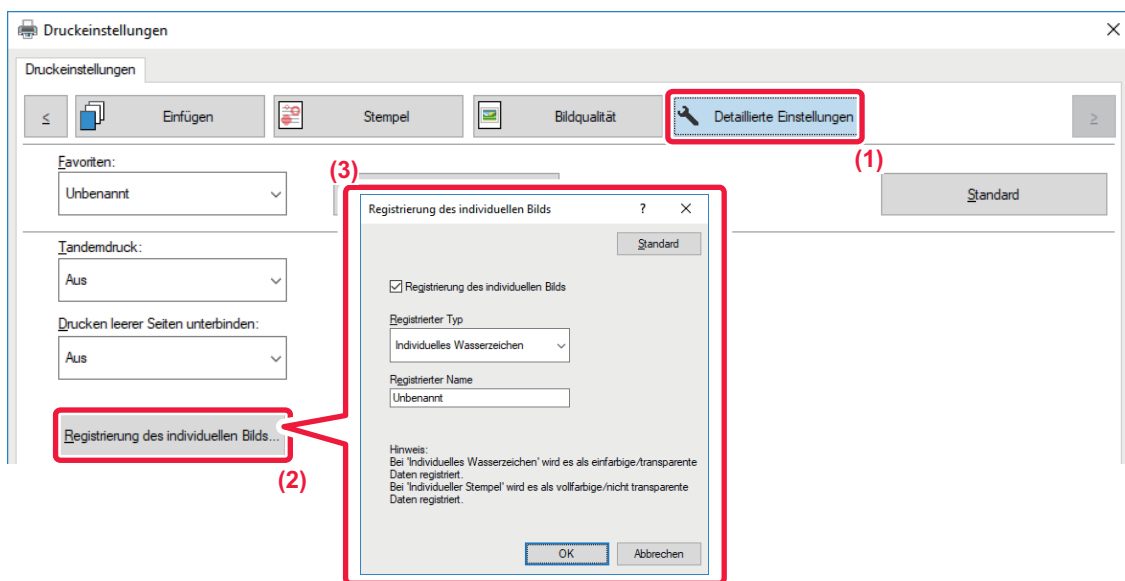 Druckeinstellungen
Druckeinstellungen
< Einfügen Stempel Bildqualität Detaillierte Einstellungen >
(1)
Favoriten:
Unbenannt
Standard
(3)
Tandemdruck:
Aus
Drucken leerer Seiten unterbinden:
Aus
Registrierung des individuellen Bilds...
(2)
Registrierung des individuellen Bilds ?
Standard
Registrierung des individuellen Bilds
Registrierter Typ
Individuelles Wasserzeichen
Registrierter Name
Unbenannt
Hinweis:
Bei 'Individuelles Wasserzeichen' wird es als einfarbige/transparente
Daten registriert.
Bei 'Individueller Stempel' wird es als vollfarbige/nicht transparente
Daten registriert.
OK Abbrechen